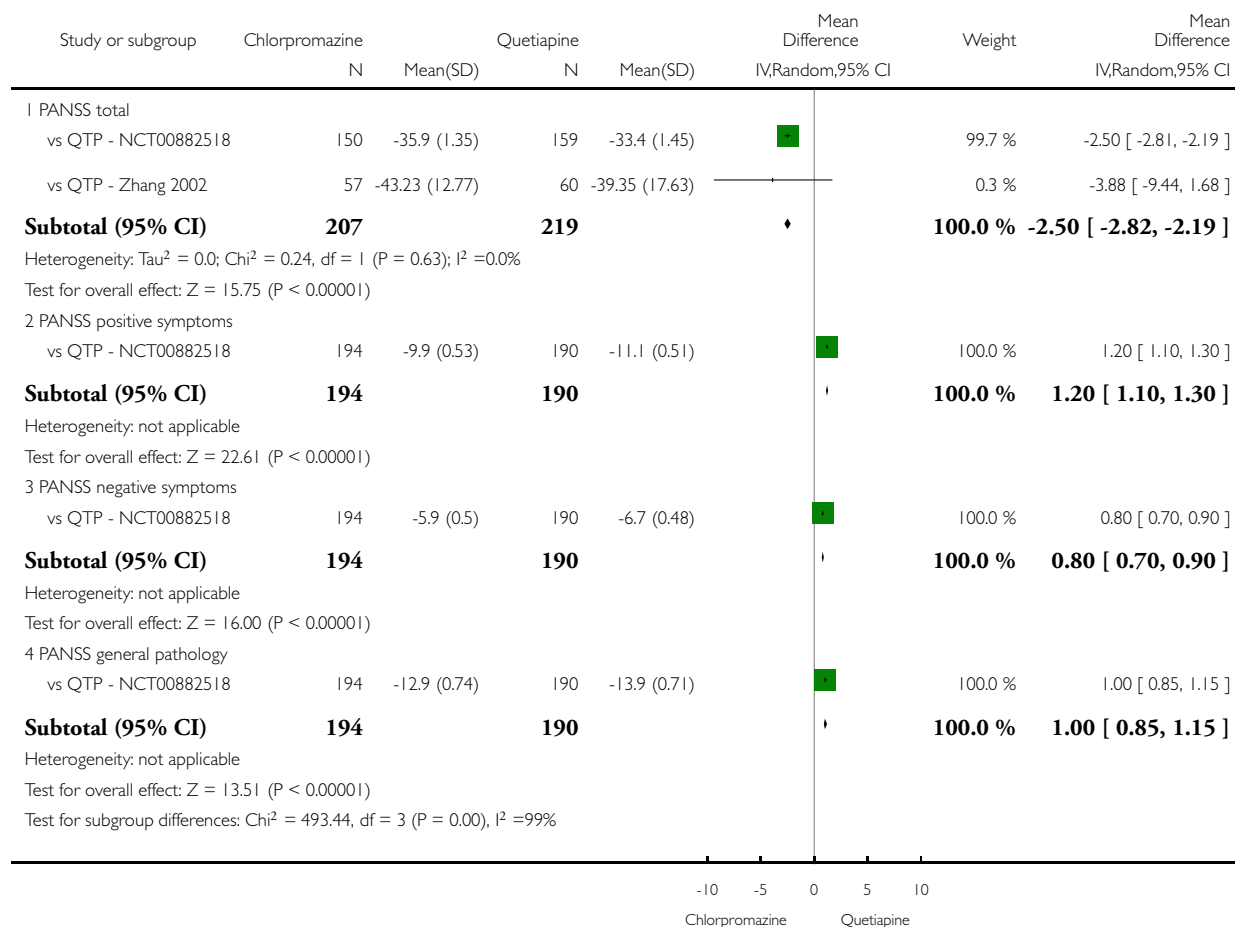 Study or subgroup Chlorpromazine Quetiapine Mean Difference Weight Mean Difference
N Mean(SD) N Mean(SD) IV,Random,95% CI IV,Random,95% CI
1 PANSS total
vs QTP - NCT00882518 150 -35.9 (1.35) 159 -33.4 (1.45) 99.7 % -2.50 [ -2.81, -2.19 ]
vs QTP - Zhang 2002 57 -43.23 (12.77) 60 -39.35 (17.63) 0.3 % -3.88 [ -9.44, 1.68 ]
Subtotal (95% CI) 207 219 100.0 % -2.50 [ -2.82, -2.19 ]
Heterogeneity: Tau² = 0.0; Chi² = 0.24, df = 1 (P = 0.63); I² =0.0%
Test for overall effect: Z = 15.75 (P < 0.00001)
2 PANSS positive symptoms
vs QTP - NCT00882518 194 -9.9 (0.53) 190 -11.1 (0.51) 100.0 % 1.20 [ 1.10, 1.30 ]
Subtotal (95% CI) 194 190 100.0 % 1.20 [ 1.10, 1.30 ]
Heterogeneity: not applicable
Test for overall effect: Z = 22.61 (P < 0.00001)
3 PANSS negative symptoms
vs QTP - NCT00882518 194 -5.9 (0.5) 190 -6.7 (0.48) 100.0 % 0.80 [ 0.70, 0.90 ]
Subtotal (95% CI) 194 190 100.0 % 0.80 [ 0.70, 0.90 ]
Heterogeneity: not applicable
Test for overall effect: Z = 16.00 (P < 0.00001)
4 PANSS general pathology
vs QTP - NCT00882518 194 -12.9 (0.74) 190 -13.9 (0.71) 100.0 % 1.00 [ 0.85, 1.15 ]
Subtotal (95% CI) 194 190 100.0 % 1.00 [ 0.85, 1.15 ]
Heterogeneity: not applicable
Test for overall effect: Z = 13.51 (P < 0.00001)
Test for subgroup differences: Chi² = 493.44, df = 3 (P = 0.00), I² =99%
-10 -5 0 5 10
Chlorpromazine Quetiapine